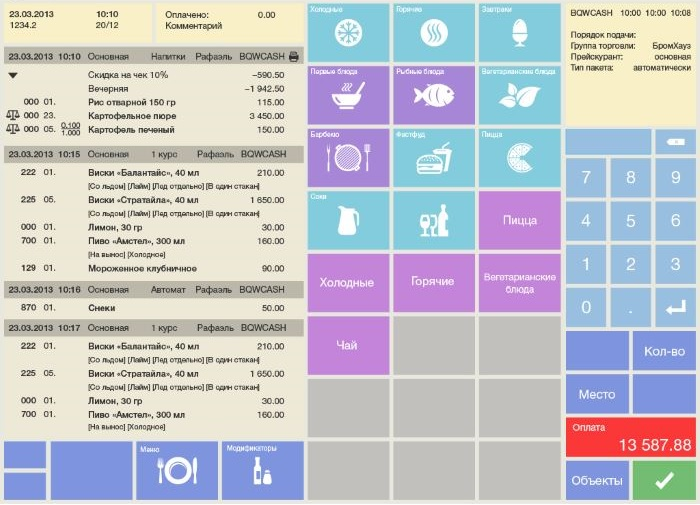 23.03.2013 10:10
1234.2 20/12
Оплачено: 0.00
Комментарий
23.03.2013 10:10 Основная Напитки Рафаэль BQWCASH
Скидка на чек 10% –590.50
Вечерняя –1 942.50
000 01. Рис отварной 150 гр 115.00
000 23. Картофельное пюре 3 450.00
000 05. 0.100 Картофель печеный 150.00
1.000
23.03.2013 10:15 Основная 1 курс Рафаэль BQWCASH
222 01. Виски «Балантайс», 40 мл 210.00
[Со льдом] [Лайм] [Лед отдельно] [В один стакан]
225 05. Виски «Стратайла», 40 мл 1 650.00
[Со льдом] [Лайм] [Лед отдельно] [В один стакан]
000 01. Лимон, 30 гр 30.00
700 01. Пиво «Амстел», 300 мл 160.00
[На вынос] [Холодное]
129 01. Мороженное клубничное 90.00
23.03.2013 10:16 Основная Автомат Рафаэль BQWCASH
870 01. Снеки 50.00
23.03.2013 10:17 Основная 1 курс Рафаэль BQWCASH
222 01. Виски «Балантайс», 40 мл 210.00
[Со льдом] [Лайм] [Лед отдельно] [В один стакан]
225 05. Виски «Стратайла», 40 мл 1 650.00
[Со льдом] [Лайм] [Лед отдельно] [В один стакан]
000 01. Лимон, 30 гр 30.00
700 01. Пиво «Амстел», 300 мл 160.00
[На вынос] [Холодное]
Меню
Модификаторы
Холодные
Горячие
Завтраки
Первые блюда
Рыбные блюда
Вегетарианские блюда
Барбекю
Фастфуд
Пицца
Соки
Пицца
Холодные
Горячие
Вегетарианские
блюда
Чай
BQWCASH 10:00 10:00 10:08
Порядок подачи:
Группа торговли: БромХауз
Прейскурант: основная
Тип пакета: автоматически
7 8 9
4 5 6
1 2 3
0 .
Кол-во
Место
Оплата
13 587.88
Объекты